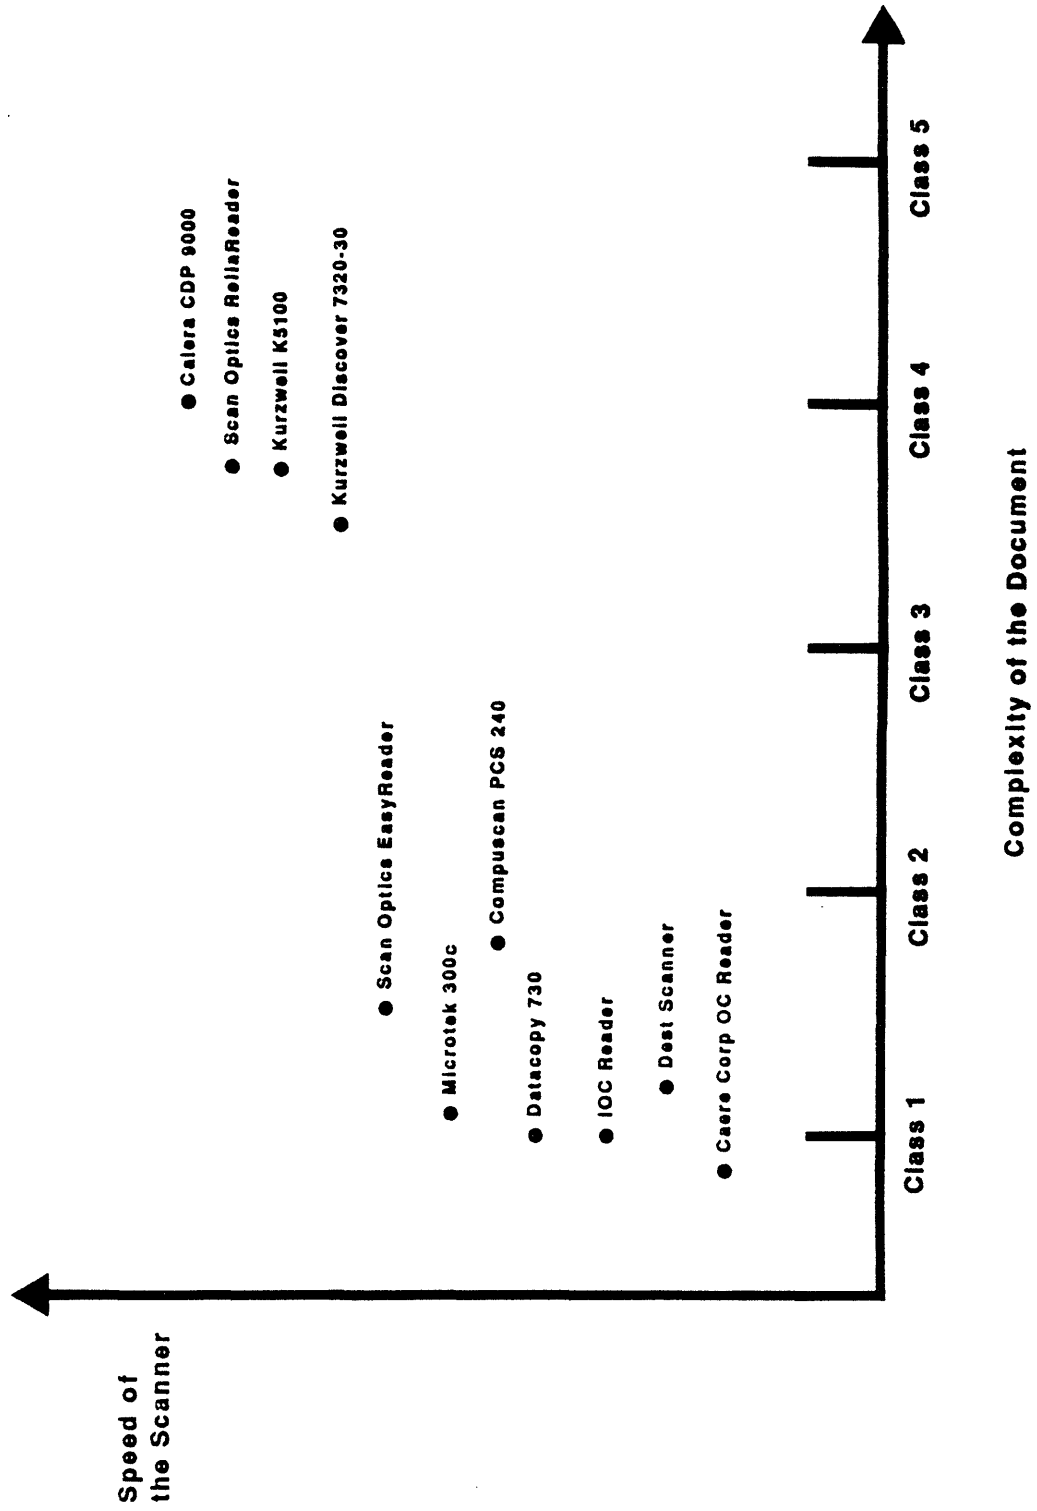 Speed of
the Scanner
Calera CDP 9000
Scan Optics ReliaReader
Kurzweil K5100
Kurzweil Discover 7320-30
Scan Optics EasyReader
Microtek 300c
Compuscan PCS 240
Datacopy 730
IOC Reader
Dest Scanner
Caere Corp OC Reader
Class 1
Class 2
Class 3
Class 4
Class 5
Complexity of the Document